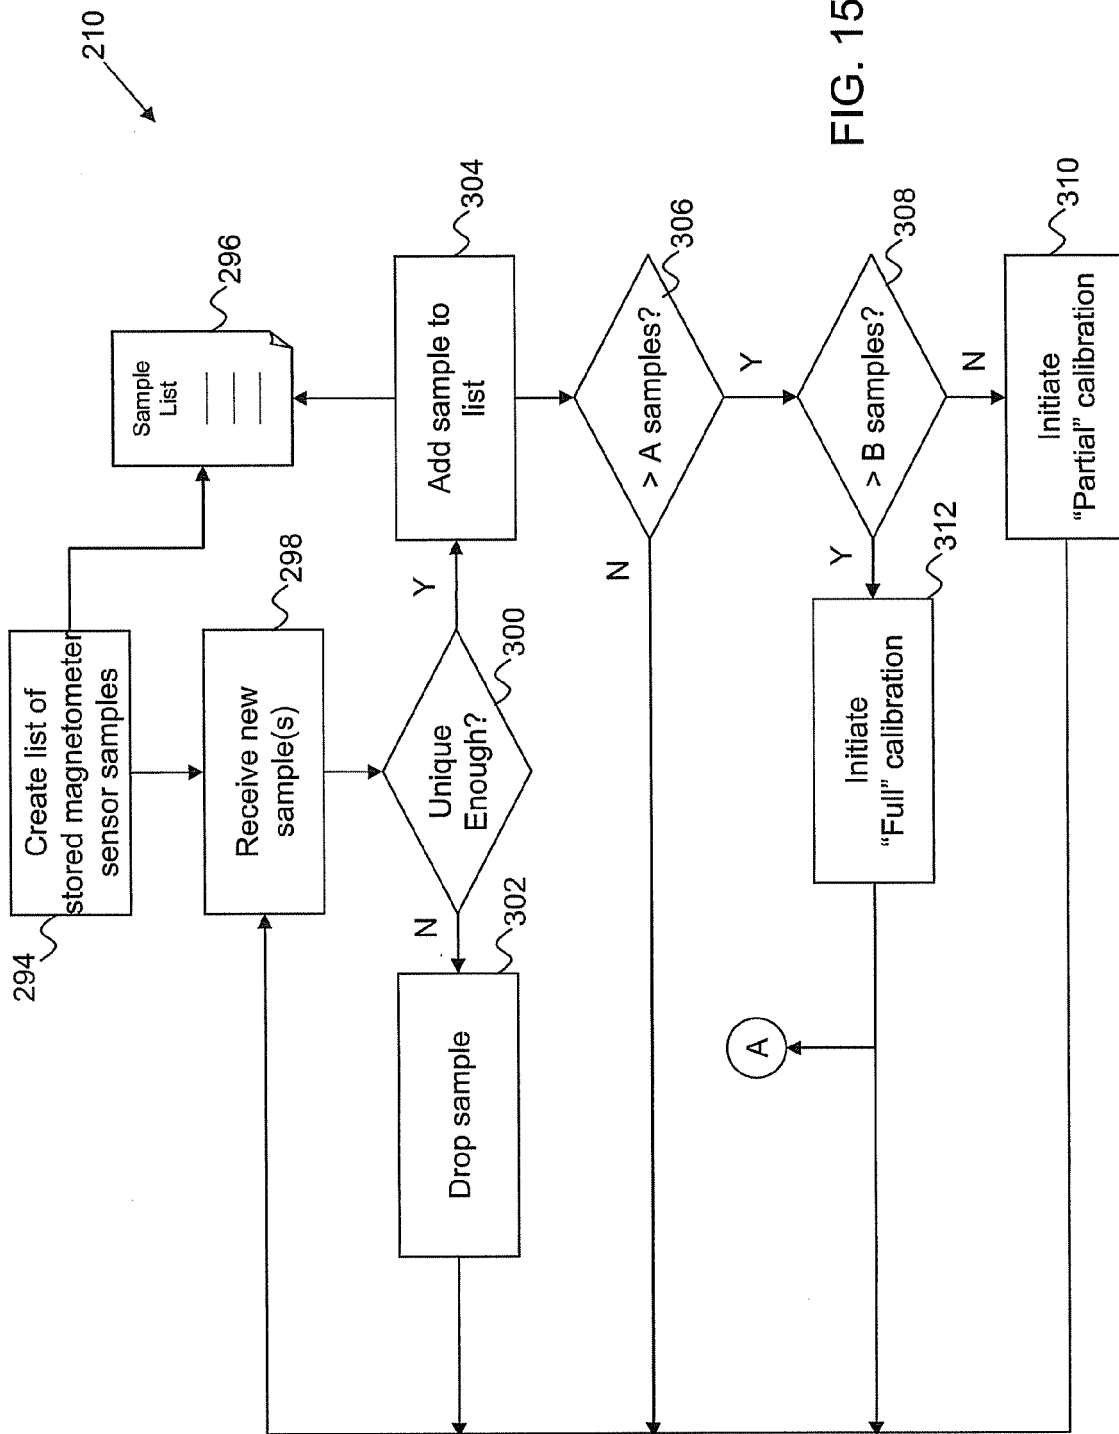 210
Create list of
stored magnetometer
sensor samples
294
Sample
List
296
Receive new
sample(s)
298
Unique
Enough?
300
N
Y
Drop sample
302
Add sample to
list
304
> A samples?
306
N
Y
> B samples?
308
Y
N
Initiate
"Full" calibration
312
A
Initiate
"Partial" calibration
310
FIG. 15